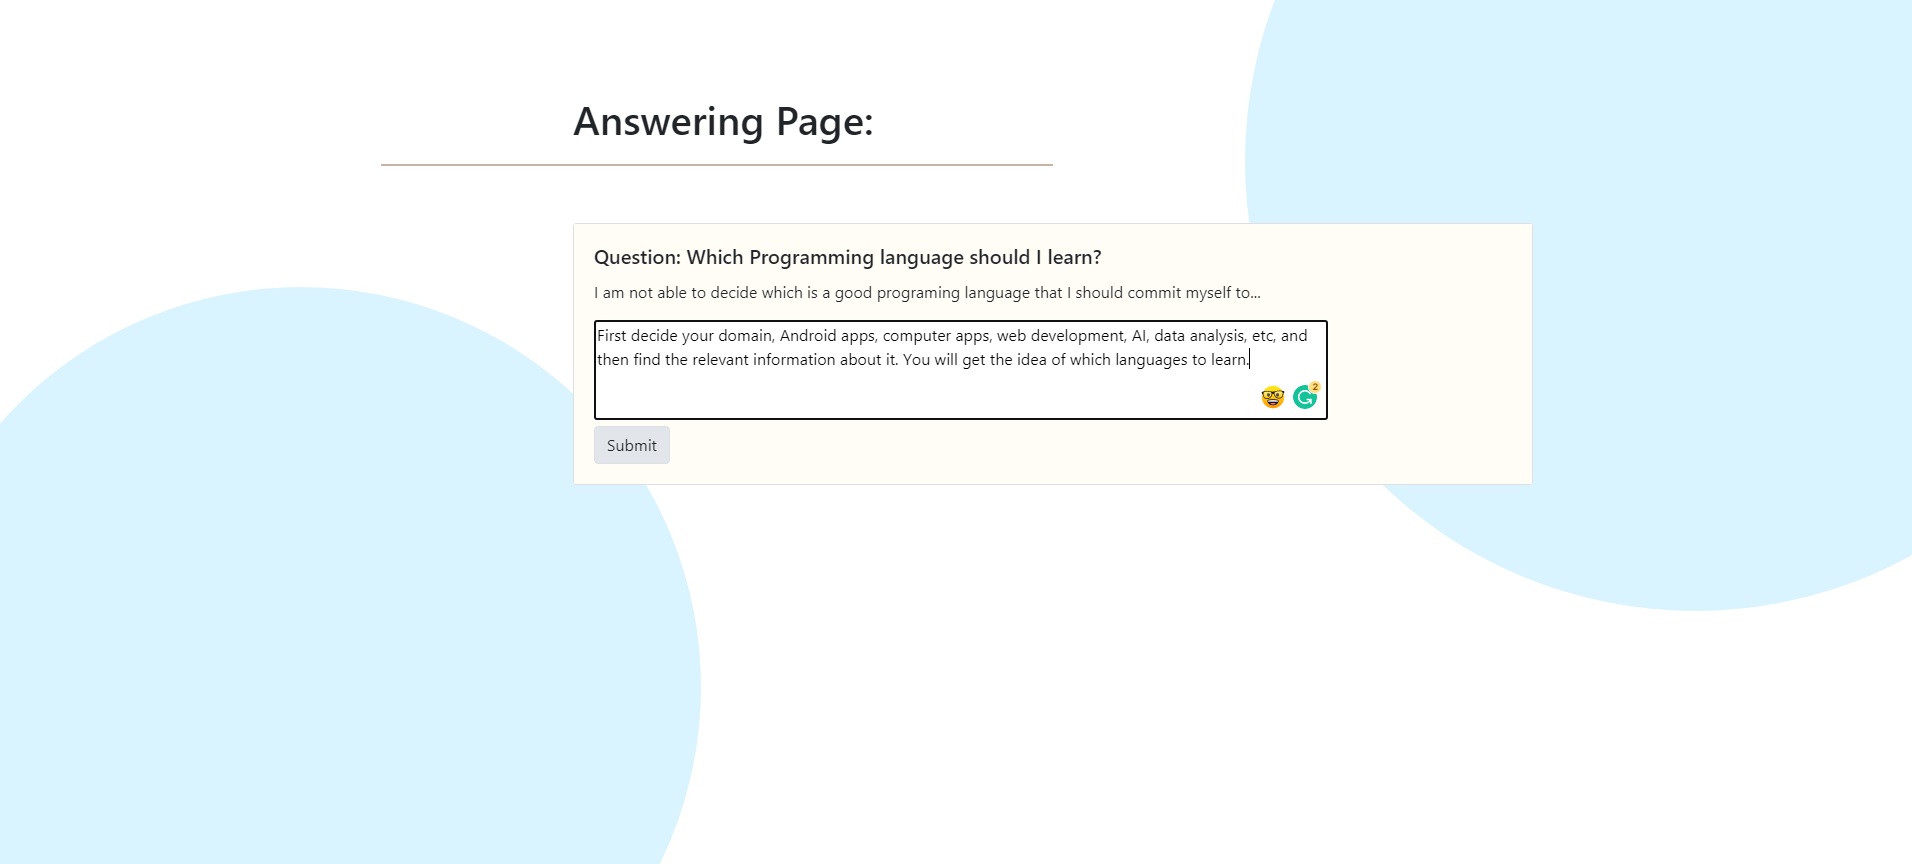 Answering Page:
Question: Which Programming language should I learn?
I am not able to decide which is a good programing language that I should commit myself to...
First decide your domain, Android apps, computer apps, web development, AI, data analysis, etc, and
then find the relevant information about it. You will get the idea of which languages to learn.
2
Submit